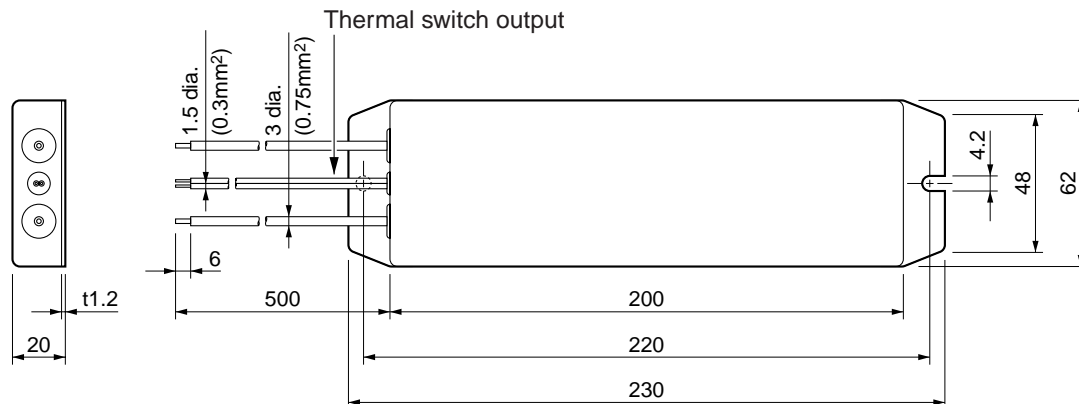 Thermal switch output
1.5 dia.
(0.3mm²)
3 dia.
(0.75mm²)
4.2
48
62
6
t1.2
500
200
20
220
230